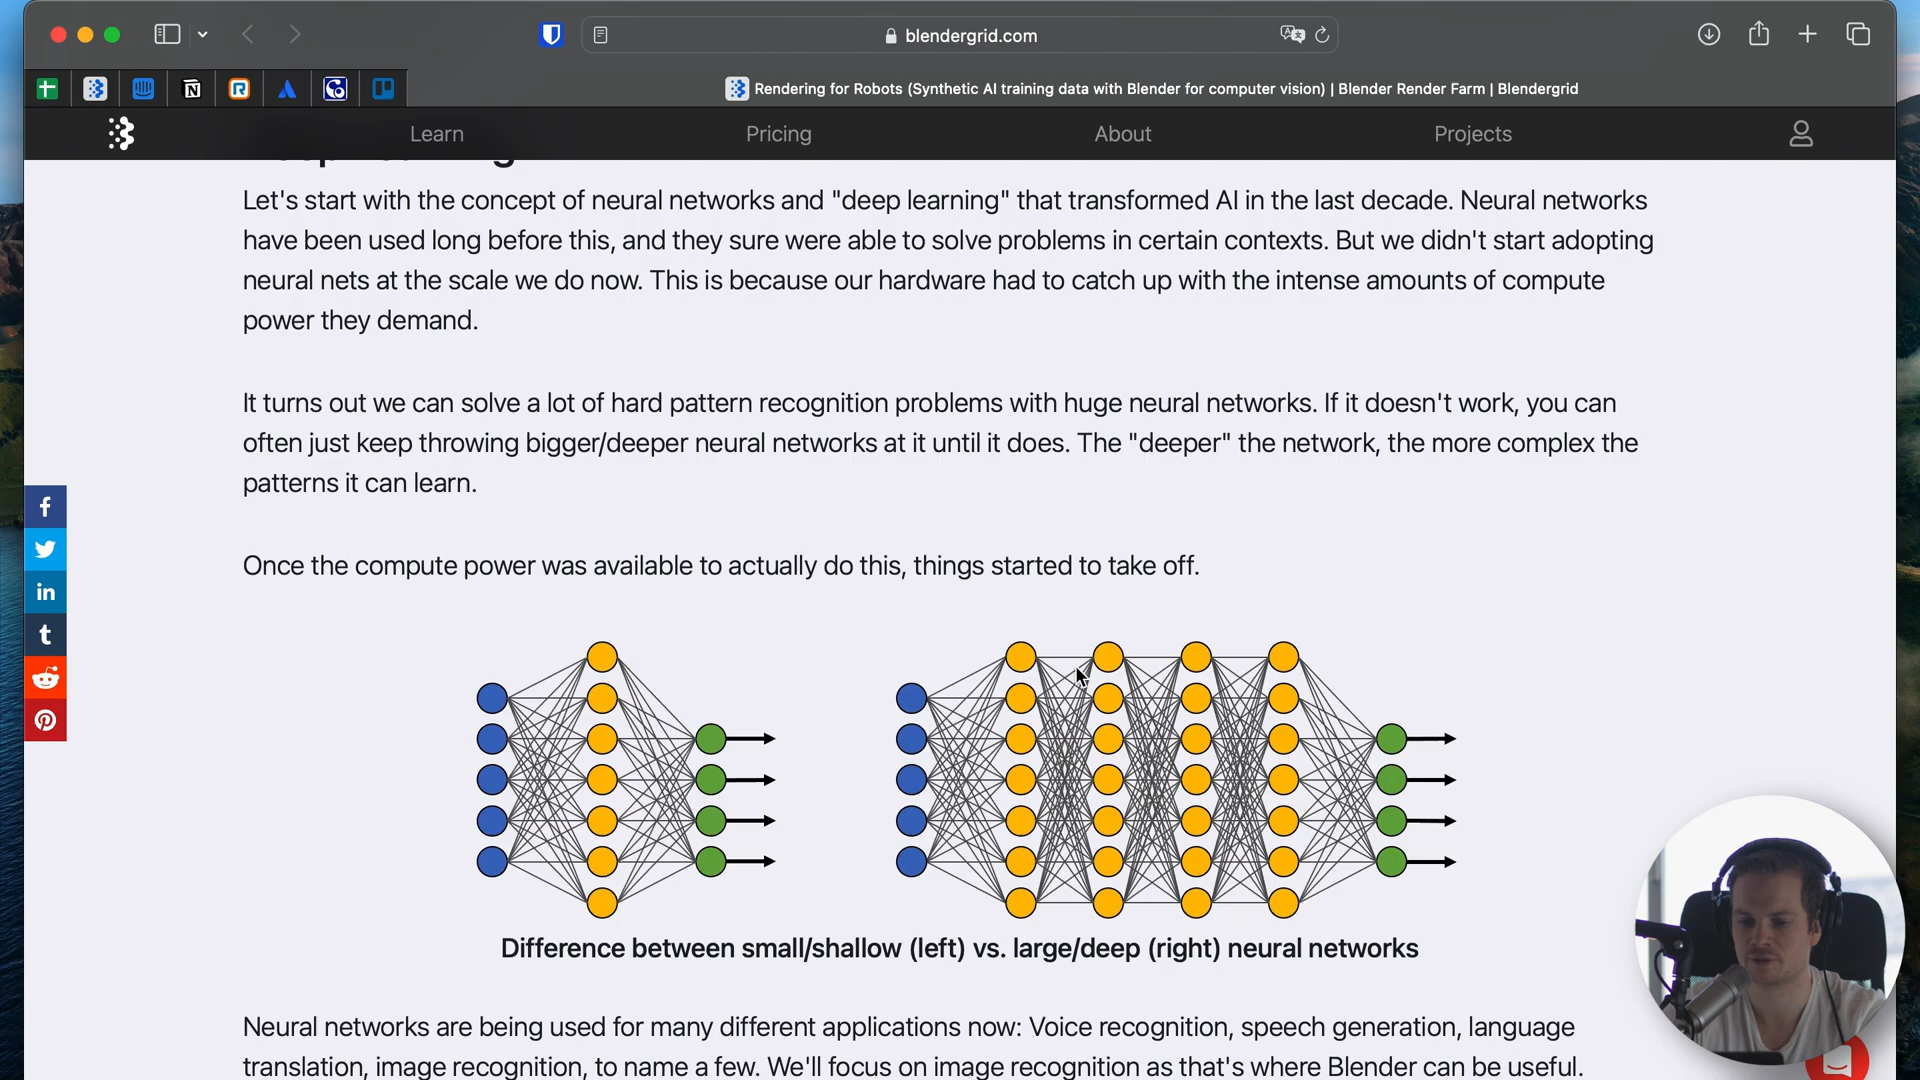 blendergrid.com
Rendering for Robots (Synthetic AI training data with Blender for computer vision) | Blender Render Farm | Blendergrid
Learn
Pricing
About
Projects
Let's start with the concept of neural networks and "deep learning" that transformed AI in the last decade. Neural networks
have been used long before this, and they sure were able to solve problems in certain contexts. But we didn't start adopting
neural nets at the scale we do now. This is because our hardware had to catch up with the intense amounts of compute
power they demand.
It turns out we can solve a lot of hard pattern recognition problems with huge neural networks. If it doesn't work, you can
often just keep throwing bigger/deeper neural networks at it until it does. The "deeper" the network, the more complex the
patterns it can learn.
Once the compute power was available to actually do this, things started to take off.
Difference between small/shallow (left) vs. large/deep (right) neural networks
Neural networks are being used for many different applications now: Voice recognition, speech generation, language
translation, image recognition, to name a few. We'll focus on image recognition as that's where Blender can be useful.